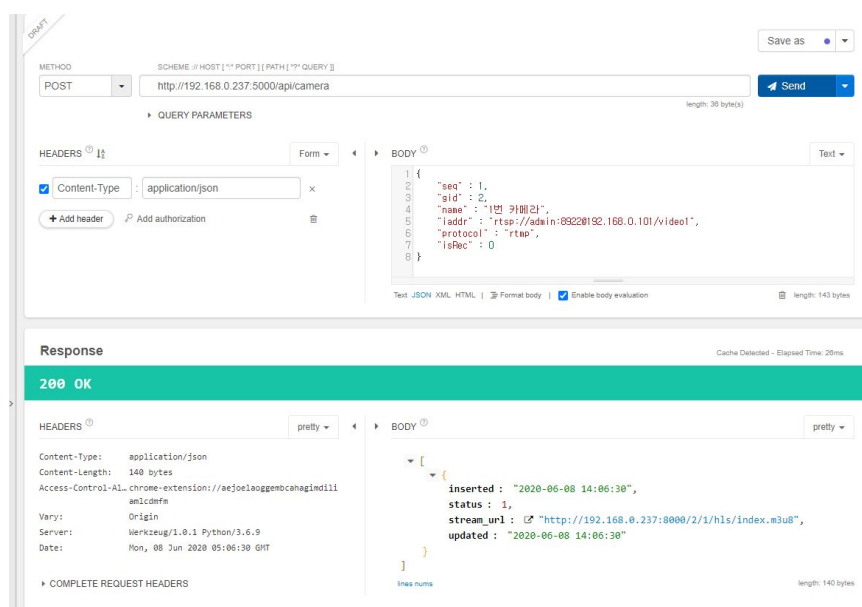 DRAFT
Save as
METHOD
SCHEME :// HOST [ ":" PORT ] [ PATH [ "?" QUERY ]]
POST
http://192.168.0.237:5000/api/camera
Send
length: 36 byte(s)
QUERY PARAMETERS
HEADERS
Form
BODY
Text
Content-Type : application/json
+ Add header
Add authorization
1 {
2 "seq" : 1,
3 "gid" : 2,
4 "name" : "1번 카메라",
5 "iaddr" : "rtsp://admin:8922@192.168.0.101/video1",
6 "protocol" : "rtmp",
7 "isRec" : 0
8 }
Text JSON XML HTML | Format body | Enable body evaluation
length: 143 bytes
Response
Cache Detected - Elapsed Time: 26ms
200 OK
HEADERS
pretty
BODY
pretty
Content-Type: application/json
Content-Length: 140 bytes
Access-Control-Al… chrome-extension://aejoelaoggembcahagimdili
amlcdmfm
Vary: Origin
Server: Werkzeug/1.0.1 Python/3.6.9
Date: Mon, 08 Jun 2020 05:06:30 GMT
[
{
inserted : "2020-06-08 14:06:30",
status : 1,
stream_url : "http://192.168.0.237:8000/2/1/hls/index.m3u8",
updated : "2020-06-08 14:06:30"
}
]
COMPLETE REQUEST HEADERS
lines nums
length: 140 bytes